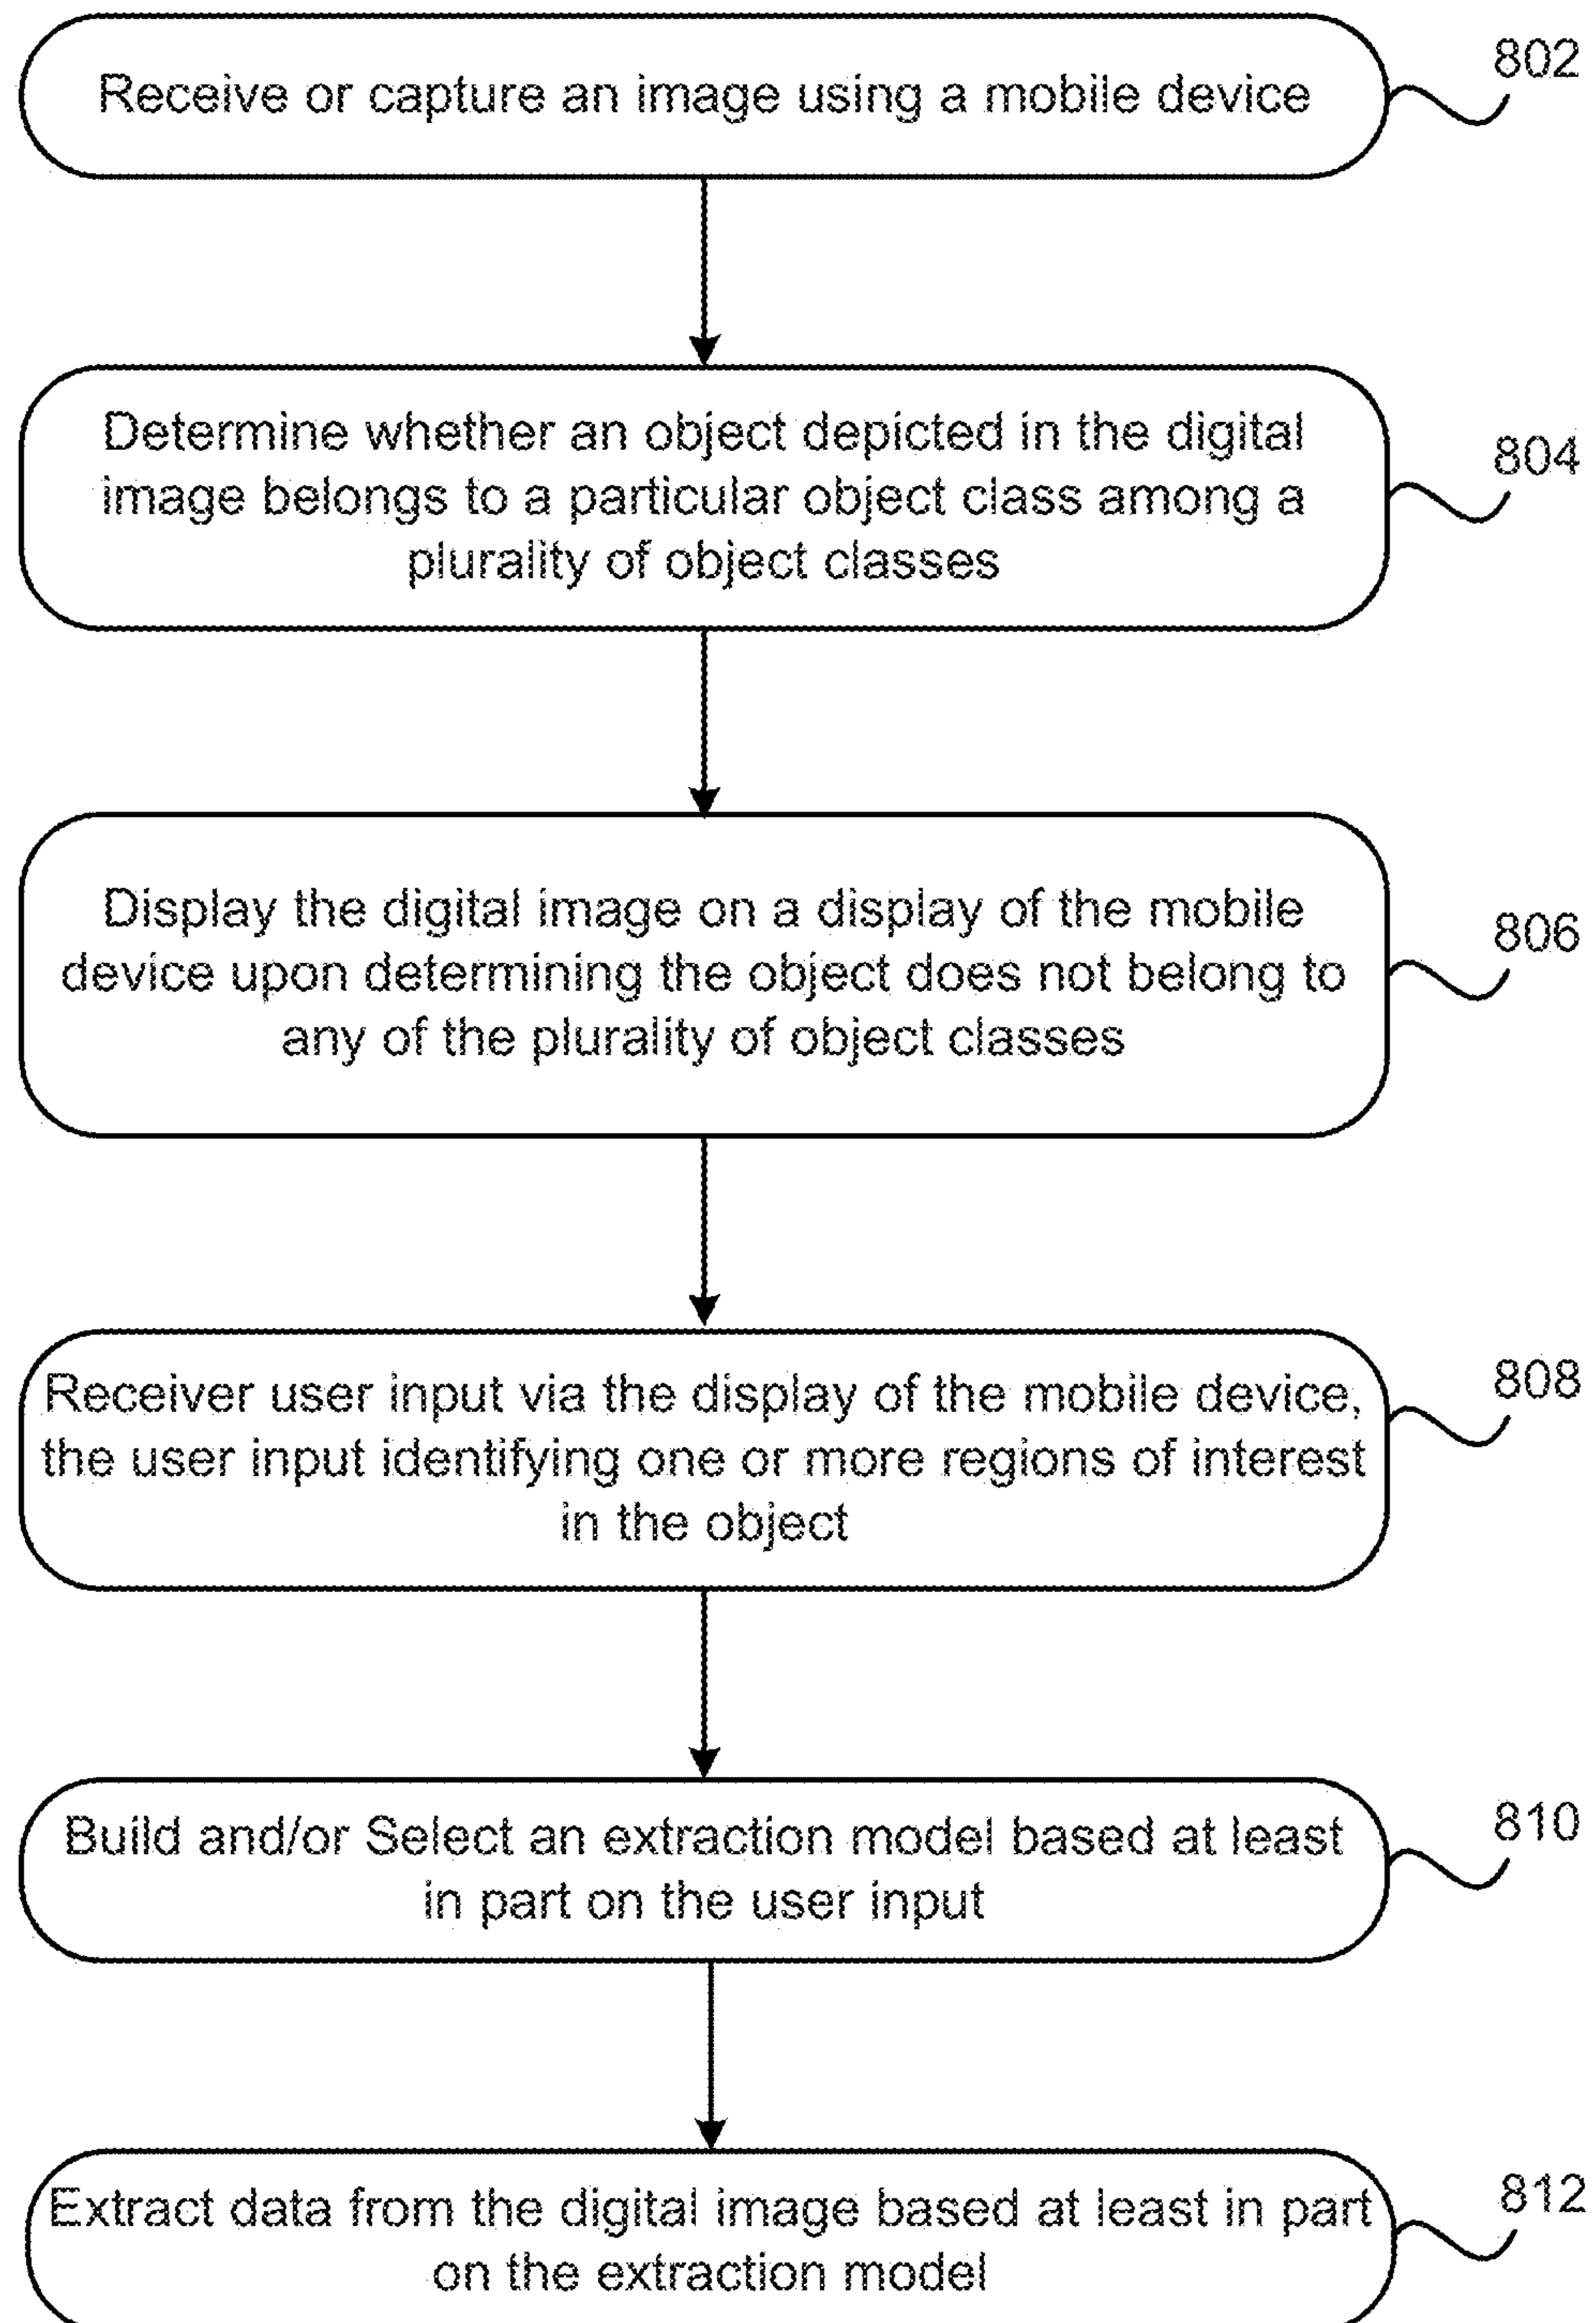 Receive or capture an image using a mobile device
802
Determine whether an object depicted in the digital
image belongs to a particular object class among a
plurality of object classes
804
Display the digital image on a display of the mobile
device upon determining the object does not belong to
any of the plurality of object classes
806
Receiver user input via the display of the mobile device,
the user input identifying one or more regions of interest
in the object
808
Build and/or Select an extraction model based at least
in part on the user input
810
Extract data from the digital image based at least in part
on the extraction model
812